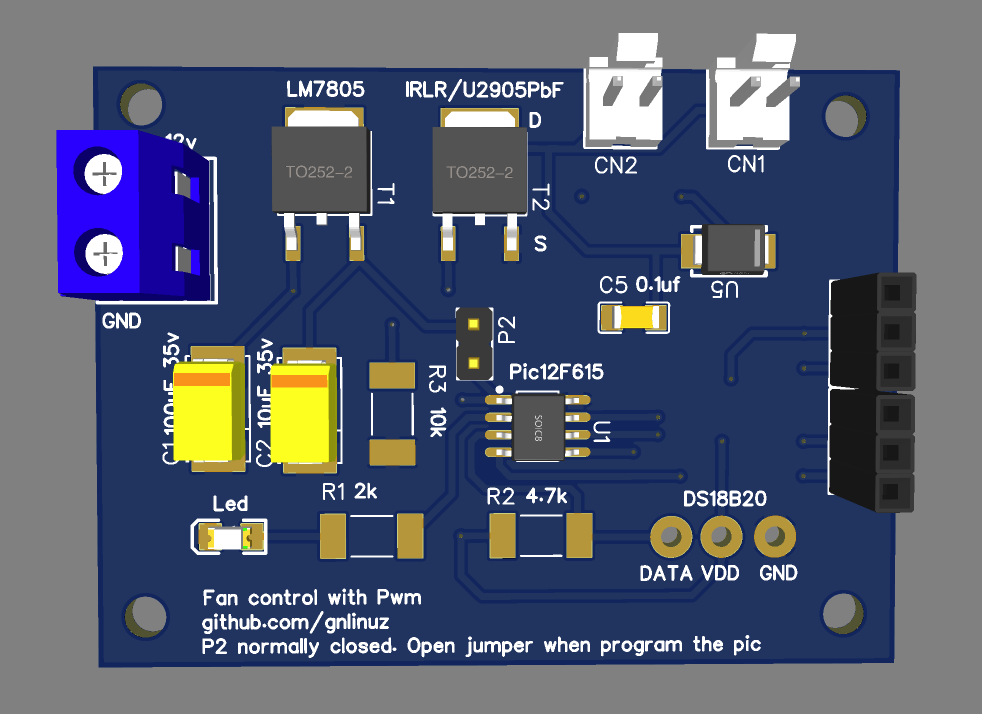 LM7805
IRLR/U2905PbF
D
12v
TO252-2
TO252-2
T1
T2
CN2
CN1
S
U5
C5 0.1uf
GND
P2
C1 100uF 35v
C2 10uF 35v
R3 10k
Pic12F615
SOIC8
U1
R1 2k
R2 4.7k
Led
DS18B20
DATA VDD GND
Fan control with Pwm
github.com/gnlinuz
P2 normally closed. Open jumper when program the pic